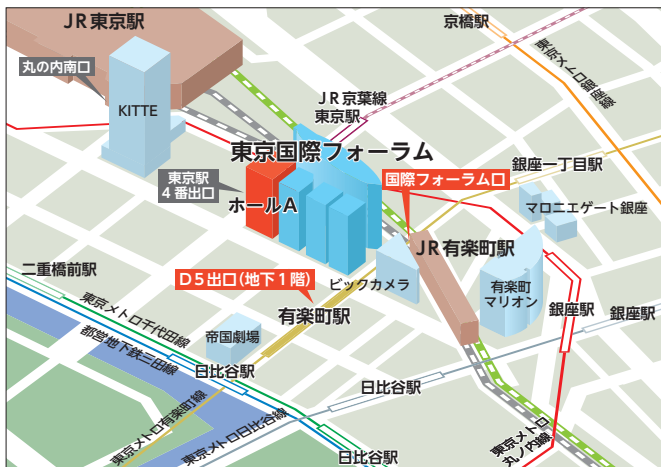 JR東京駅
京橋駅
丸の内南口
KITTE
東京メトロ銀座線
JR京葉線
東京駅
東京国際フォーラム
銀座一丁目駅
東京駅
4番出口
国際フォーラム口
ホールA
マロニエゲート銀座
JR有楽町駅
二重橋前駅
D5出口(地下1階)
ビックカメラ
有楽町
マリオン
東京メトロ千代田線
有楽町駅
銀座駅
銀座駅
都営地下鉄三田線
帝国劇場
日比谷駅
日比谷駅
東京メトロ有楽町線
東京メトロ日比谷線
東京メトロ
丸ノ内線
日比谷駅